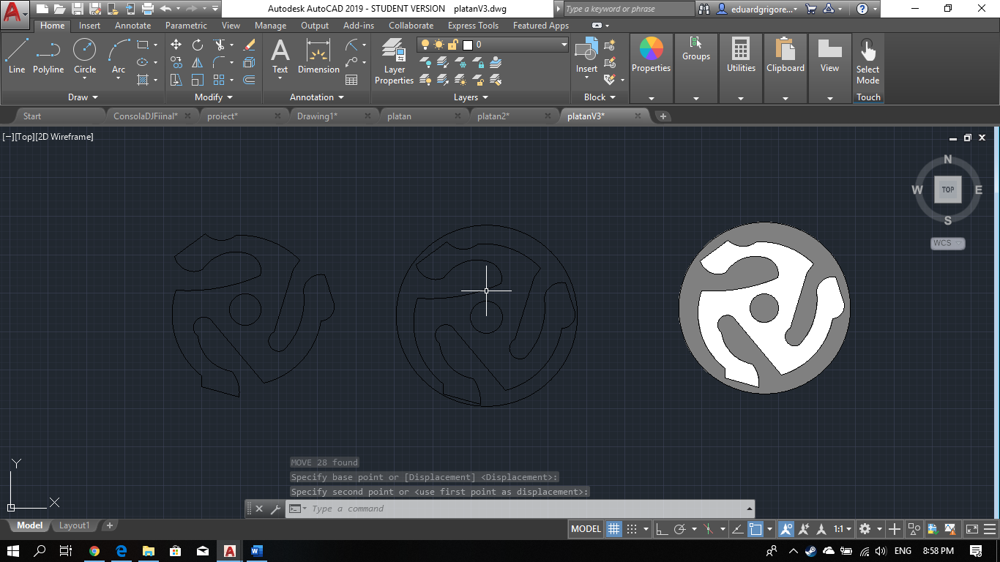 Autodesk AutoCAD 2019 - STUDENT VERSION platanV3.dwg
Type a keyword or phrase
eduardgrigore...
Home Insert Annotate Parametric View Manage Output Add-ins Collaborate Express Tools Featured Apps
0
Line Polyline Circle Arc
Text Dimension
Layer
Properties
Insert
Properties
Groups
Utilities
Clipboard
View
Select
Mode
Draw Modify Annotation Layers Block Touch
Start ConsolaDJFiinal* proiect* Drawing1* platan platan2* platanV3*
[−][Top][2D Wireframe]
N
W TOP E
S
WCS
MOVE 28 found
Specify base point or [Displacement] <Displacement>:
Specify second point or <use first point as displacement>:
Type a command
Y
X
Model Layout1
MODEL 1:1
ENG 8:58 PM